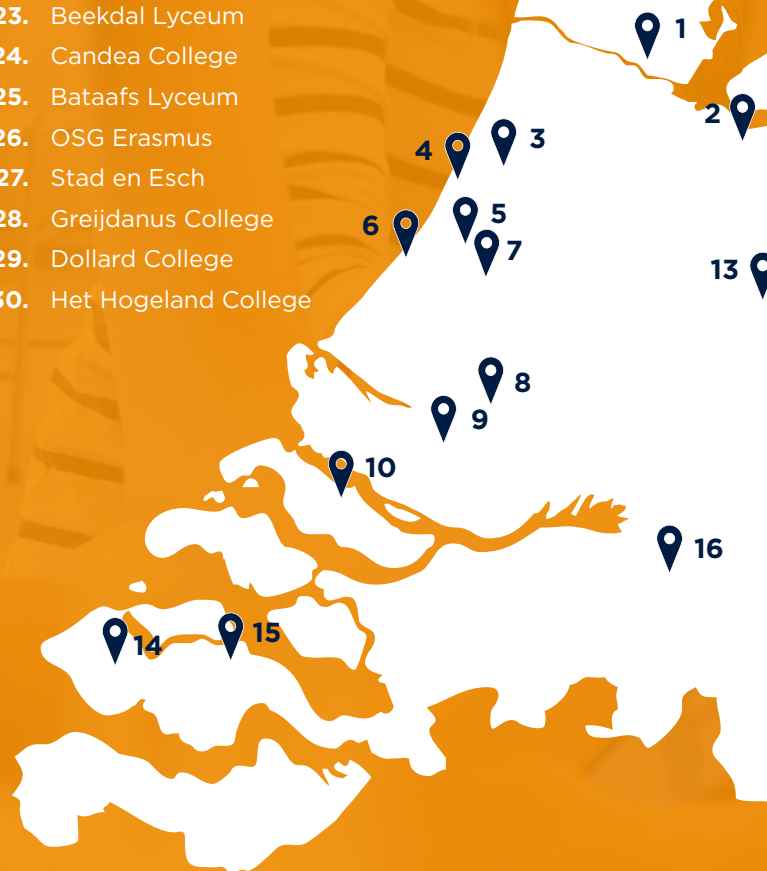 23. Beekdal Lyceum
24. Candea College
25. Bataafs Lyceum
26. OSG Erasmus
27. Stad en Esch
28. Greijdanus College
29. Dollard College
30. Het Hogeland College
1
2
3
4
5
6
7
13
8
9
10
16
15
14